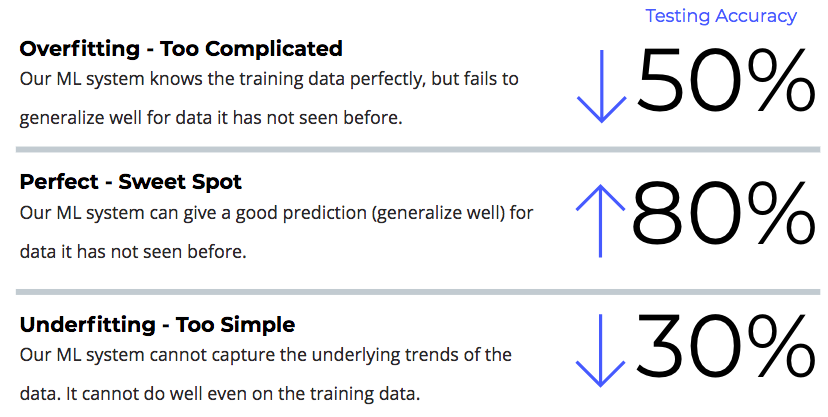 Testing Accuracy
Overfitting - Too Complicated
Our ML system knows the training data perfectly, but fails to
generalize well for data it has not seen before.
50%
Perfect - Sweet Spot
Our ML system can give a good prediction (generalize well) for
data it has not seen before.
80%
Underfitting - Too Simple
Our ML system cannot capture the underlying trends of the
data. It cannot do well even on the training data.
30%